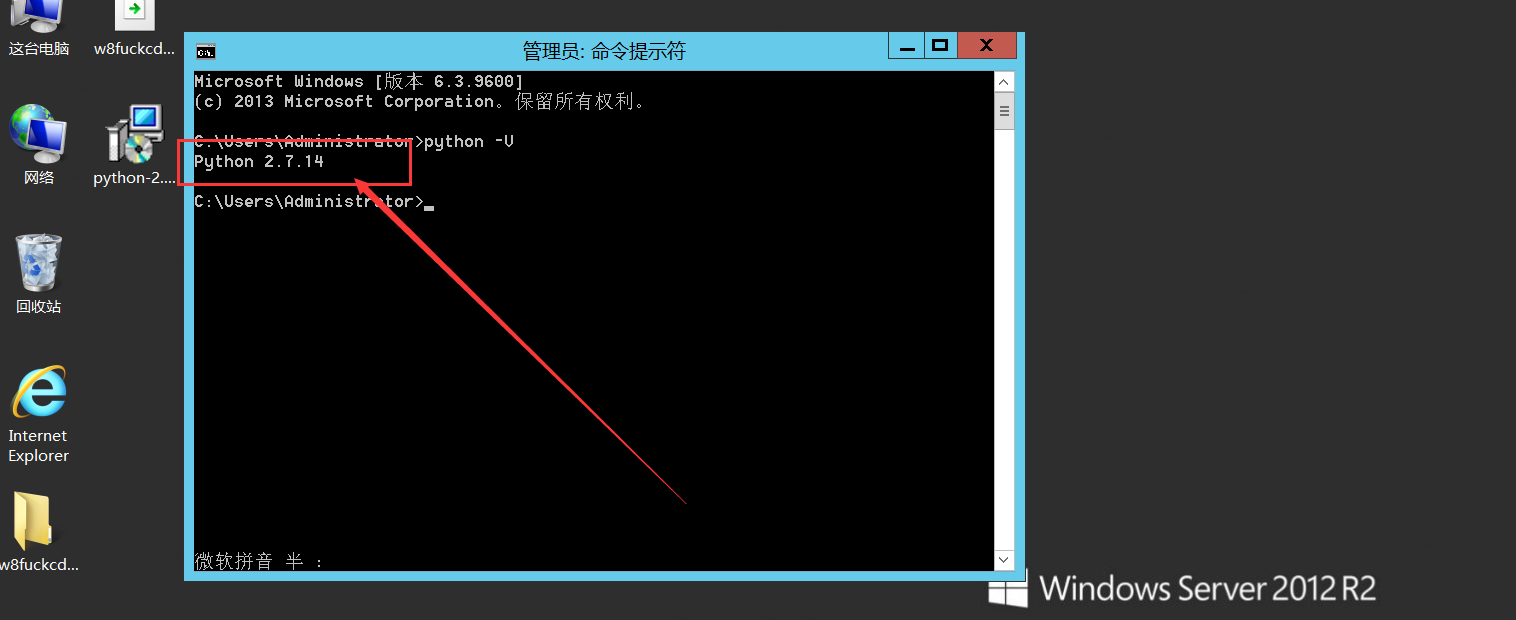 这台电脑
w8fuckcd...
网络
python-2....
回收站
Internet
Explorer
w8fuckcd...
管理员: 命令提示符
Microsoft Windows [版本 6.3.9600]
(c) 2013 Microsoft Corporation。保留所有权利。
C:\Users\Administrator>python -V
Python 2.7.14
C:\Users\Administrator>
微软拼音 半 :
Windows Server 2012 R2